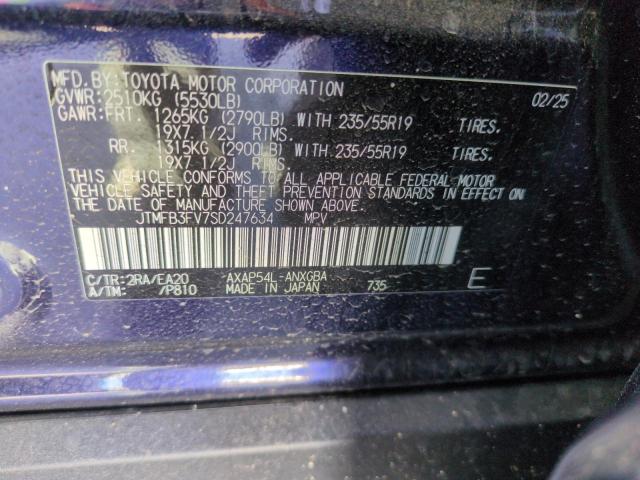 MFD. BY: TOYOTA MOTOR CORPORATION 02/25
GVWR: 2510KG (5530LB)
GAWR: FRT. 1265KG (2790LB) WITH 235/55R19 TIRES.
19X7 1/2J RIMS.
RR. 1315KG (2900LB) WITH 235/55R19 TIRES.
19X7 1/2J RIMS.
THIS VEHICLE CONFORMS TO ALL APPLICABLE FEDERAL MOTOR
VEHICLE SAFETY AND THEFT PREVENTION STANDARDS IN EFFECT ON
THE DATE OF MANUFACTURE SHOWN ABOVE.
JTMFB3FV7SD247634 MPV
C/TR: 2RA/EA20 AXAP54L-ANXGBA
A/TM: /P810 MADE IN JAPAN 735 E